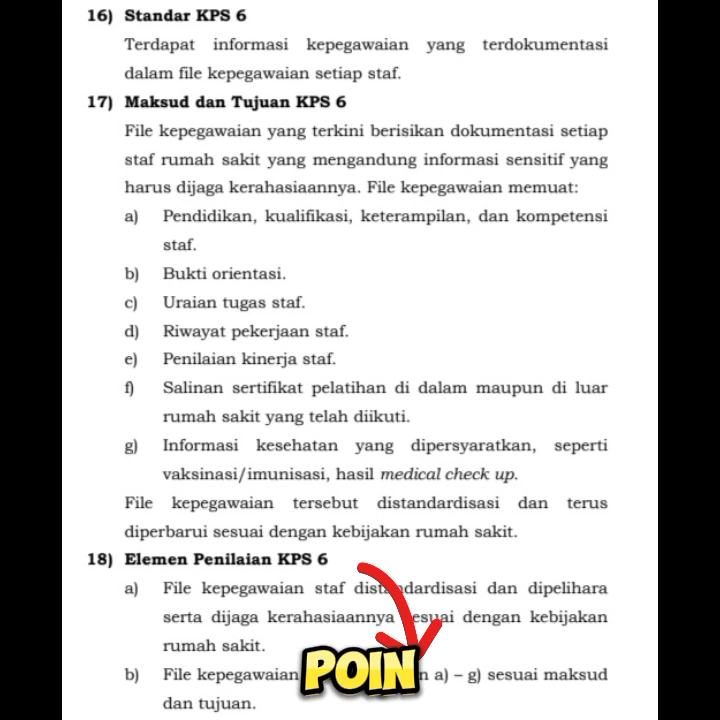 16) Standar KPS 6
Terdapat informasi kepegawaian yang terdokumentasi
dalam file kepegawaian setiap staf.
17) Maksud dan Tujuan KPS 6
File kepegawaian yang terkini berisikan dokumentasi setiap
staf rumah sakit yang mengandung informasi sensitif yang
harus dijaga kerahasiaannya. File kepegawaian memuat:
a) Pendidikan, kualifikasi, keterampilan, dan kompetensi
staf.
b) Bukti orientasi.
c) Uraian tugas staf.
d) Riwayat pekerjaan staf.
e) Penilaian kinerja staf.
f) Salinan sertifikat pelatihan di dalam maupun di luar
rumah sakit yang telah diikuti.
g) Informasi kesehatan yang dipersyaratkan, seperti
vaksinasi/imunisasi, hasil medical check up.
File kepegawaian tersebut distandardisasi dan terus
diperbarui sesuai dengan kebijakan rumah sakit.
18) Elemen Penilaian KPS 6
a) File kepegawaian staf distandardisasi dan dipelihara
serta dijaga kerahasiaannya sesuai dengan kebijakan
rumah sakit.
b) File kepegawaian a) – g) sesuai maksud
POIN
dan tujuan.